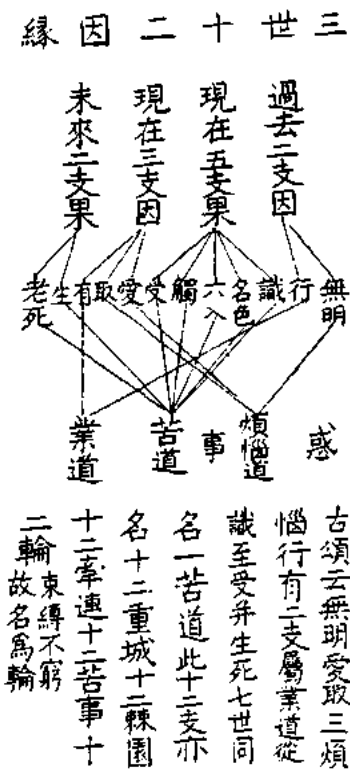 三世十二因緣
過去二支因
現在五支果
現在三支因
未來二支果
無明
行
識
名色
六入
觸
受
愛
取
有
生
老死
惑
煩惱道
事
苦道
業道
古頌云無明愛取三煩
惱行有二支屬業道從
識至受并生死七世同
名一苦道此十二支亦
名十二重城十二棘園
十二牽連十二苦事十
二輪束縛不窮
故名為輪